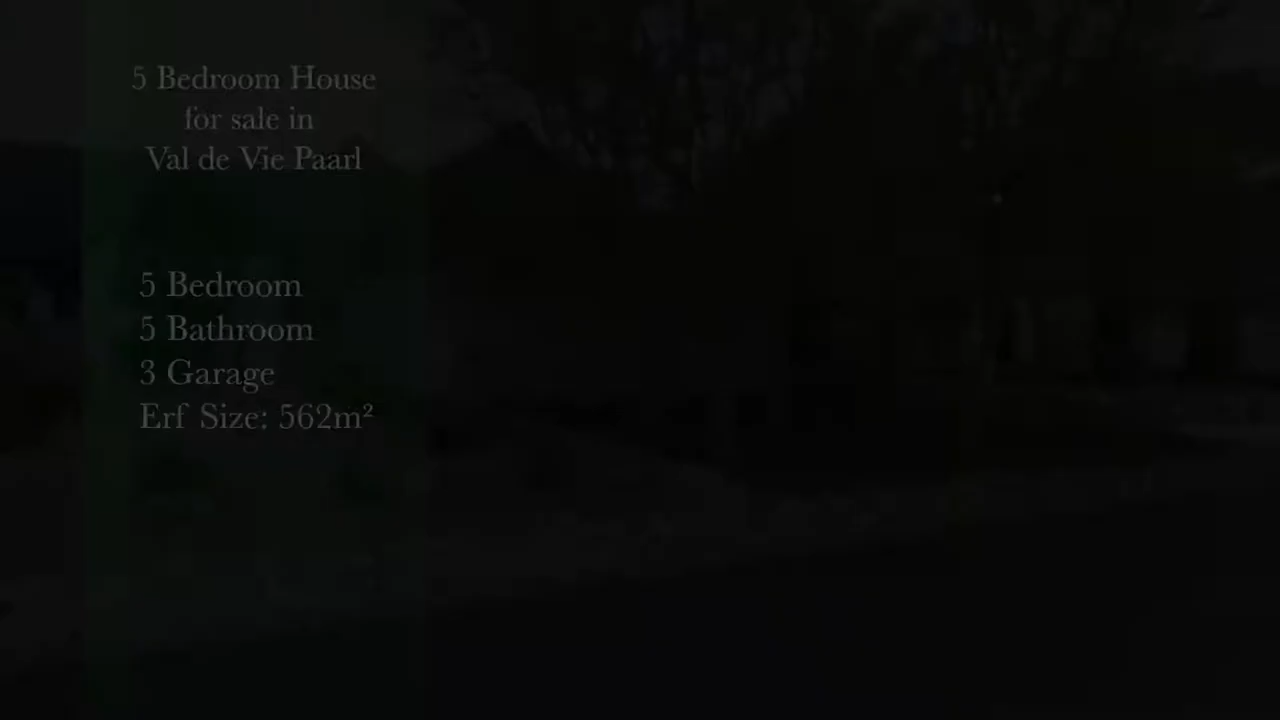 5 Bedroom House
for sale in
Val de Vie Paarl
5 Bedroom
5 Bathroom
3 Garage
Erf Size: 562m²